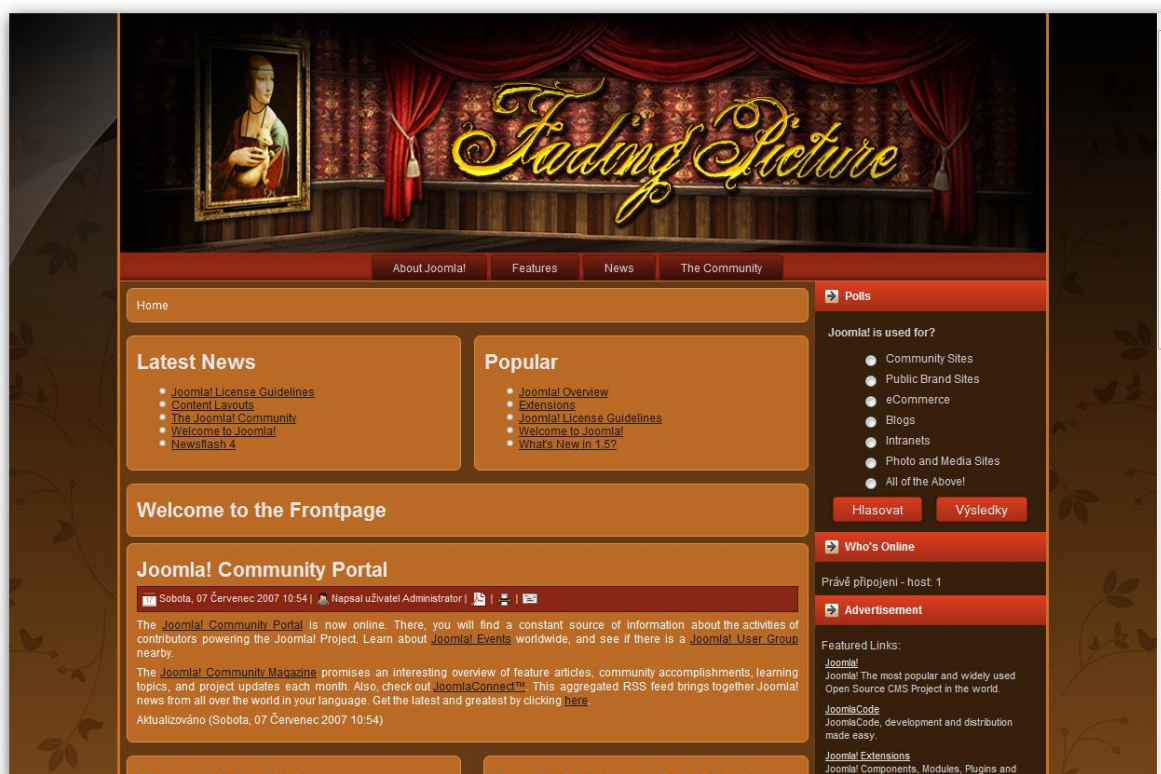 Fading Picture
About Joomla!
Features
News
The Community
Home
Latest News
Joomla! License Guidelines
Content Layouts
The Joomla! Community
Welcome to Joomla!
Newsflash 4
Popular
Joomla! Overview
Extensions
Joomla! License Guidelines
Welcome to Joomla!
What's New in 1.5?
Welcome to the Frontpage
Joomla! Community Portal
17 Sobota, 07 Červenec 2007 10:54 | Napsal uživatel Administrator | | |
The Joomla! Community Portal is now online. There, you will find a constant source of information about the activities of
contributors powering the Joomla! Project. Learn about Joomla! Events worldwide, and see if there is a Joomla! User Group
nearby.
The Joomla! Community Magazine promises an interesting overview of feature articles, community accomplishments, learning
topics, and project updates each month. Also, check out JoomlaConnect™. This aggregated RSS feed brings together Joomla!
news from all over the world in your language. Get the latest and greatest by clicking here.
Aktualizováno (Sobota, 07 Červenec 2007 10:54)
Polls
Joomla! is used for?
Community Sites
Public Brand Sites
eCommerce
Blogs
Intranets
Photo and Media Sites
All of the Above!
Hlasovat
Výsledky
Who's Online
Právě připojeni - host: 1
Advertisement
Featured Links:
Joomla!
Joomla! The most popular and widely used
Open Source CMS Project in the world.
JoomlaCode
JoomlaCode, development and distribution
made easy.
Joomla! Extensions
Joomla! Components, Modules, Plugins and